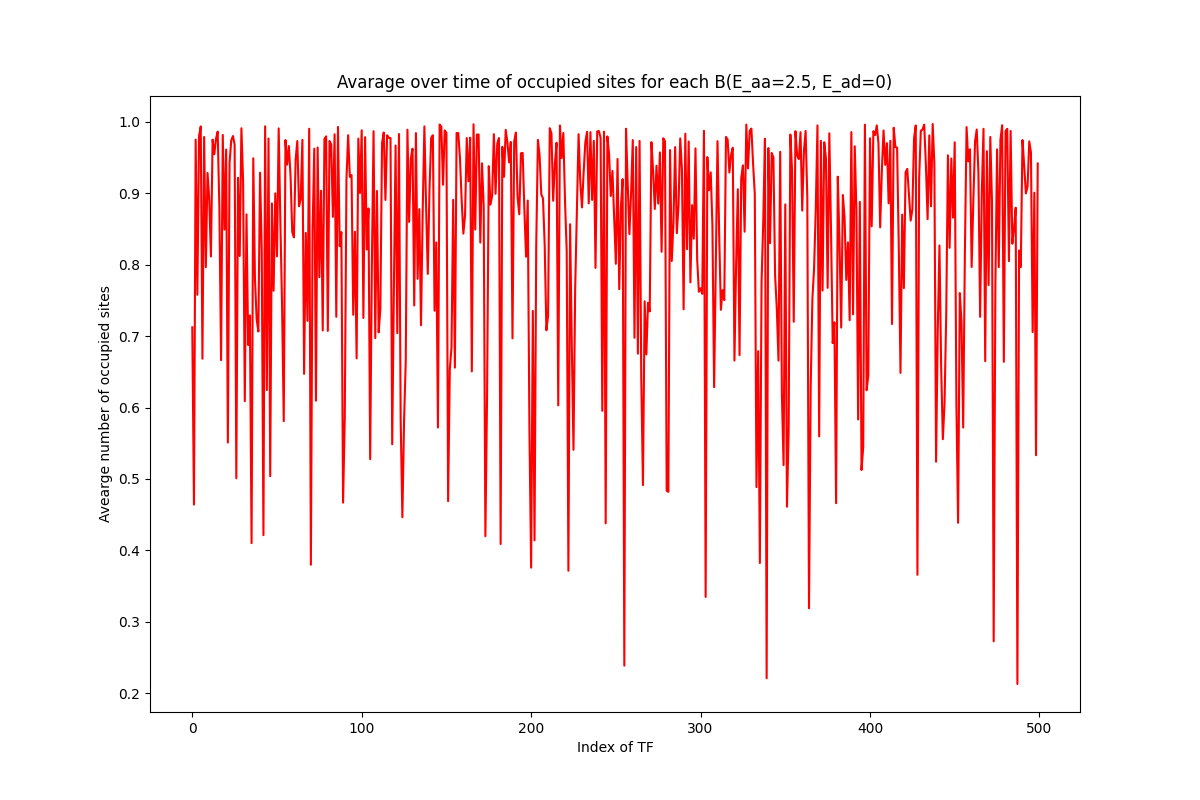 Avarage over time of occupied sites for each B(E_aa=2.5, E_ad=0)
1.0
0.9
0.8
0.7
0.6
0.5
0.4
0.3
0.2
Avearge number of occupied sites
0 100 200 300 400 500
Index of TF